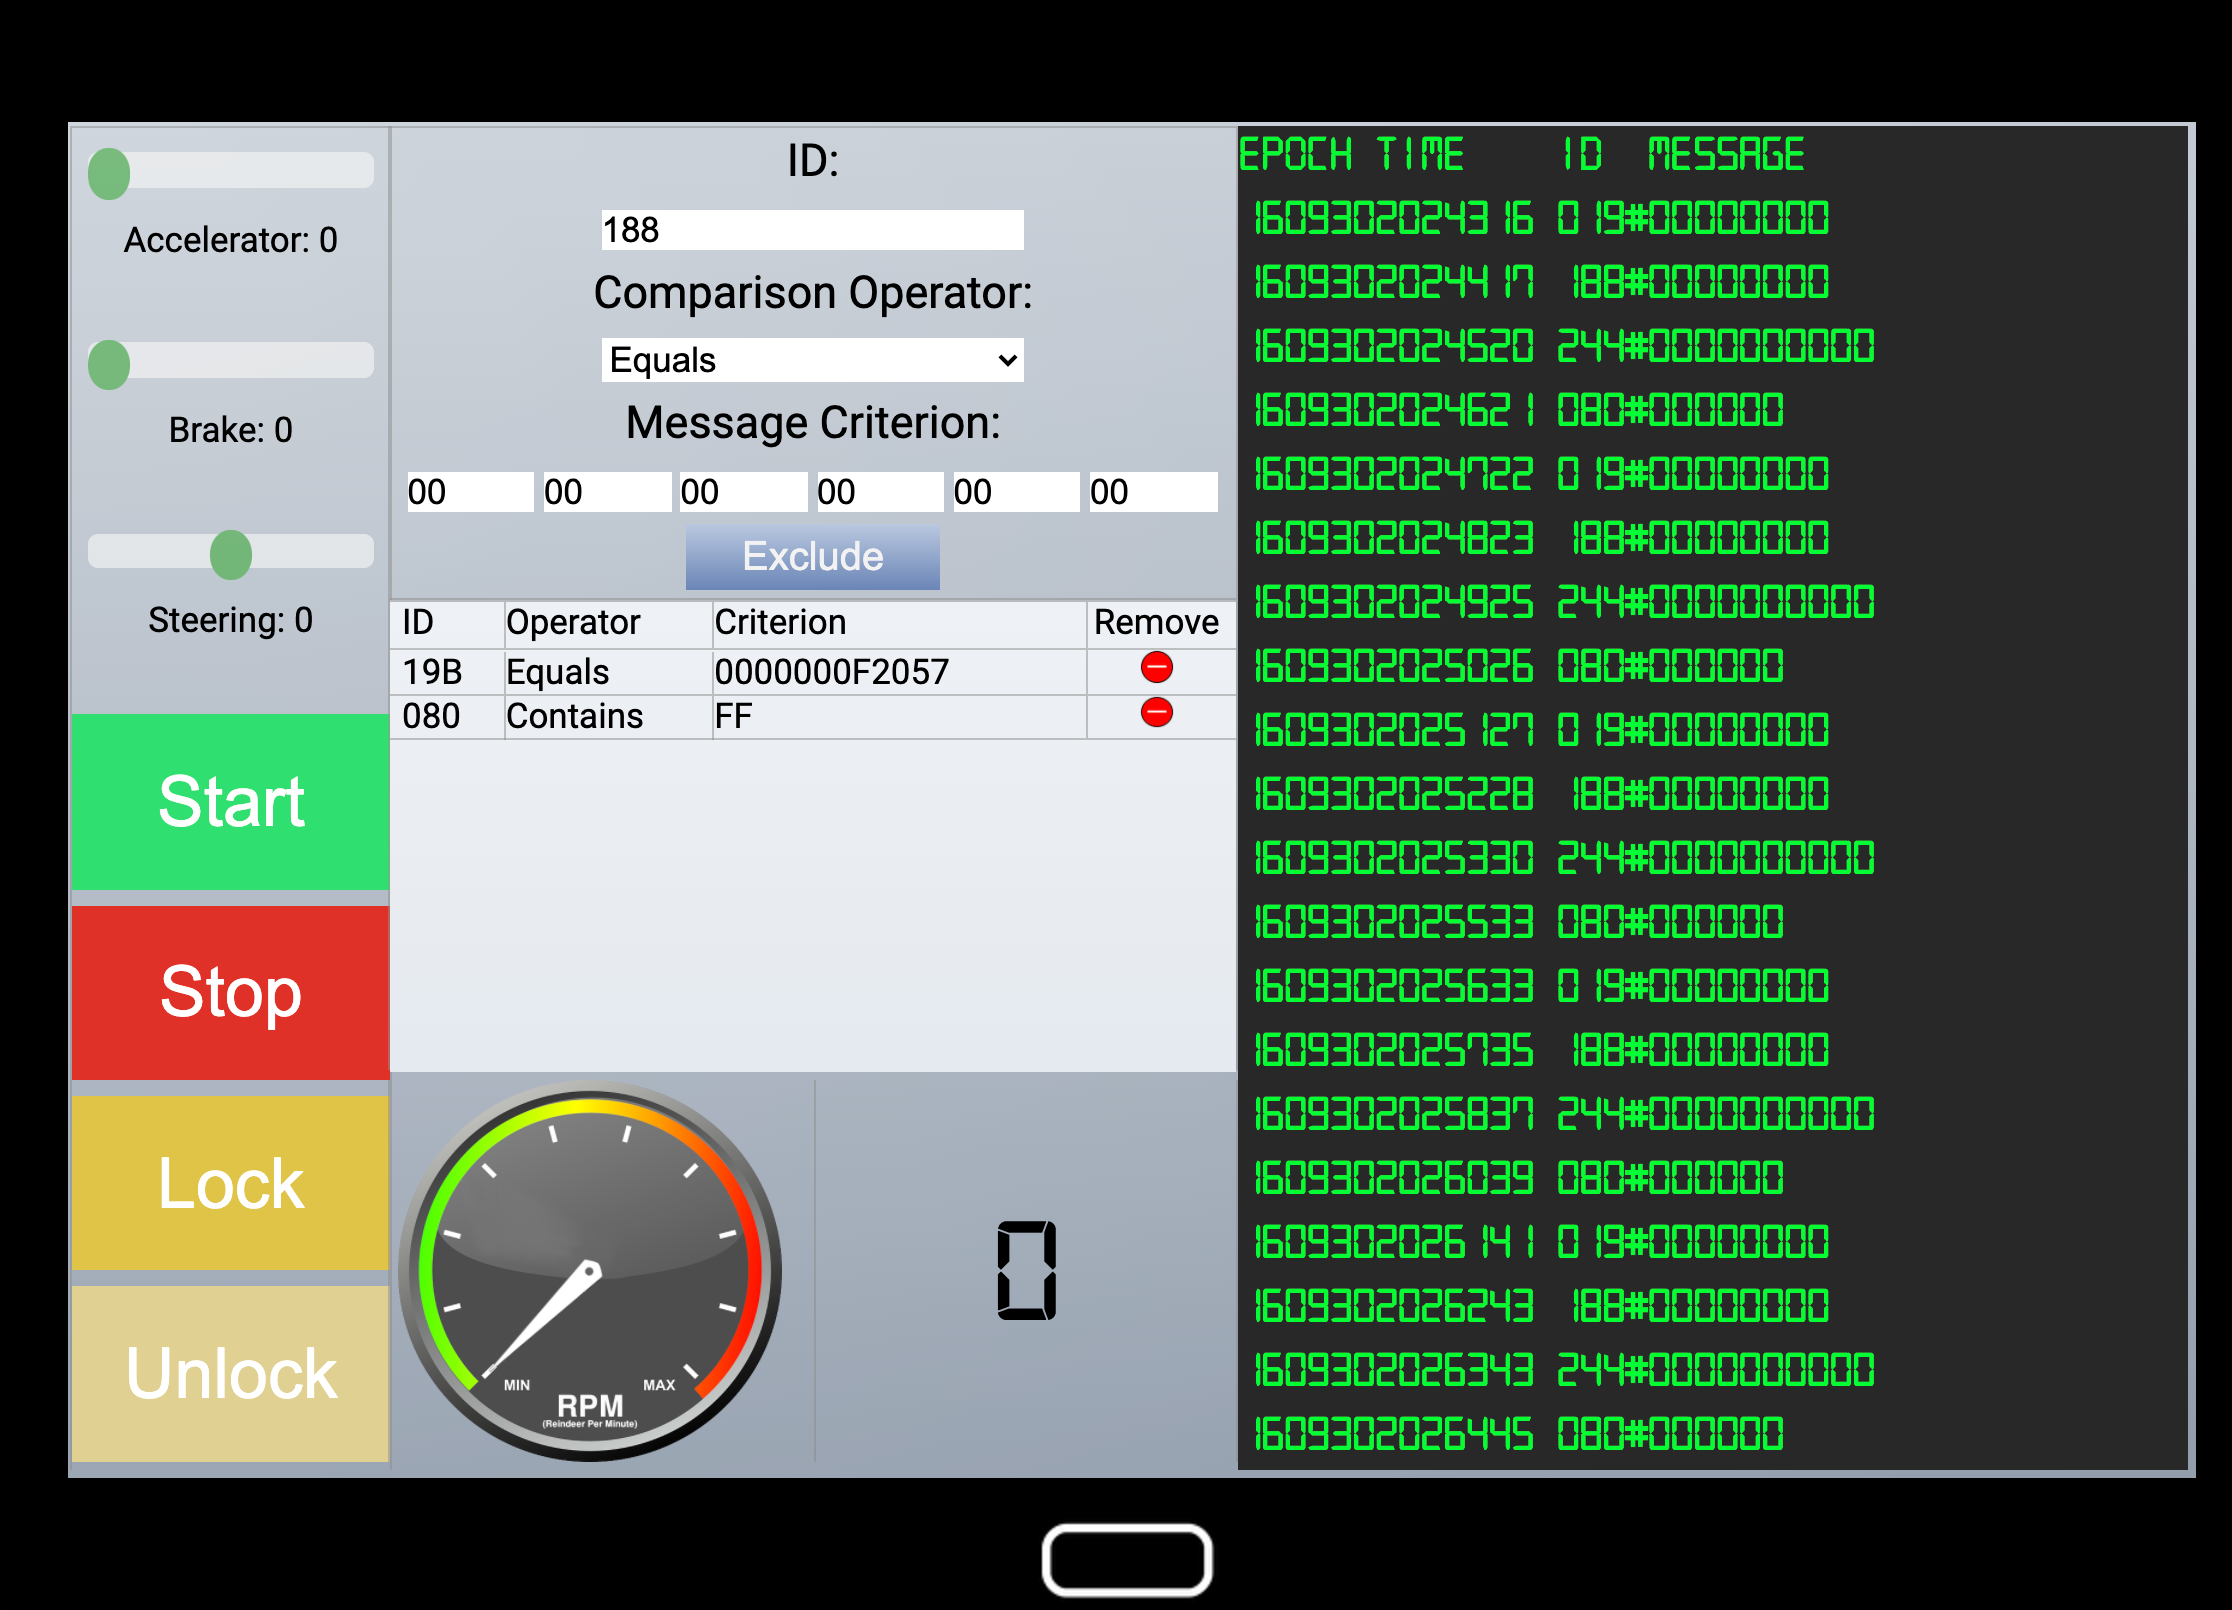 Accelerator: 0
Brake: 0
Steering: 0
Start
Stop
Lock
Unlock
ID:
188
Comparison Operator:
Equals
Message Criterion:
00 00 00 00 00 00
Exclude
ID Operator Criterion Remove
19B Equals 0000000F2057
080 Contains FF
MIN MAX
RPM
(Reindeer Per Minute)
0
EPOCH TIME ID MESSAGE
1609302024316 019#00000000
1609302024417 188#00000000
1609302024520 244#0000000000
1609302024621 080#000000
1609302024722 019#00000000
1609302024823 188#00000000
1609302024925 244#0000000000
1609302025026 080#000000
1609302025127 019#00000000
1609302025228 188#00000000
1609302025330 244#0000000000
1609302025533 080#000000
1609302025633 019#00000000
1609302025735 188#00000000
1609302025837 244#0000000000
1609302026039 080#000000
1609302026141 019#00000000
1609302026243 188#00000000
1609302026343 244#0000000000
1609302026445 080#000000